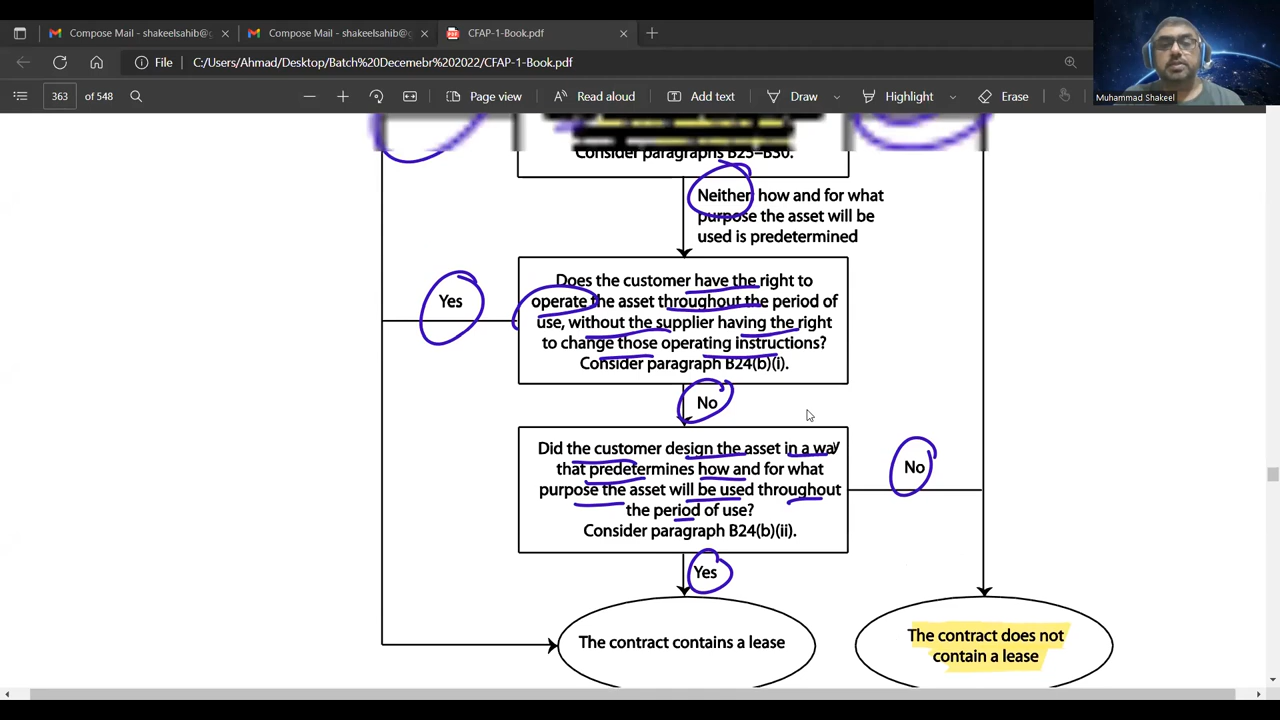 Compose Mail - shakeelsahib@g
Compose Mail - shakeelsahib@g
CFAP-1-Book.pdf
File
C:/Users/Ahmad/Desktop/Batch%20Decemebr%202022/CFAP-1-Book.pdf
363 of 548
Page view
Read aloud
Add text
Draw
Highlight
Erase
Muhammad Shakeel
Consider paragraphs B25–B30.
Neither how and for what
purpose the asset will be
used is predetermined
Does the customer have the right to
operate the asset throughout the period of
use, without the supplier having the right
to change those operating instructions?
Consider paragraph B24(b)(i).
Yes
No
Did the customer design the asset in a way
that predetermines how and for what
purpose the asset will be used throughout
the period of use?
Consider paragraph B24(b)(ii).
No
Yes
The contract contains a lease
The contract does not
contain a lease